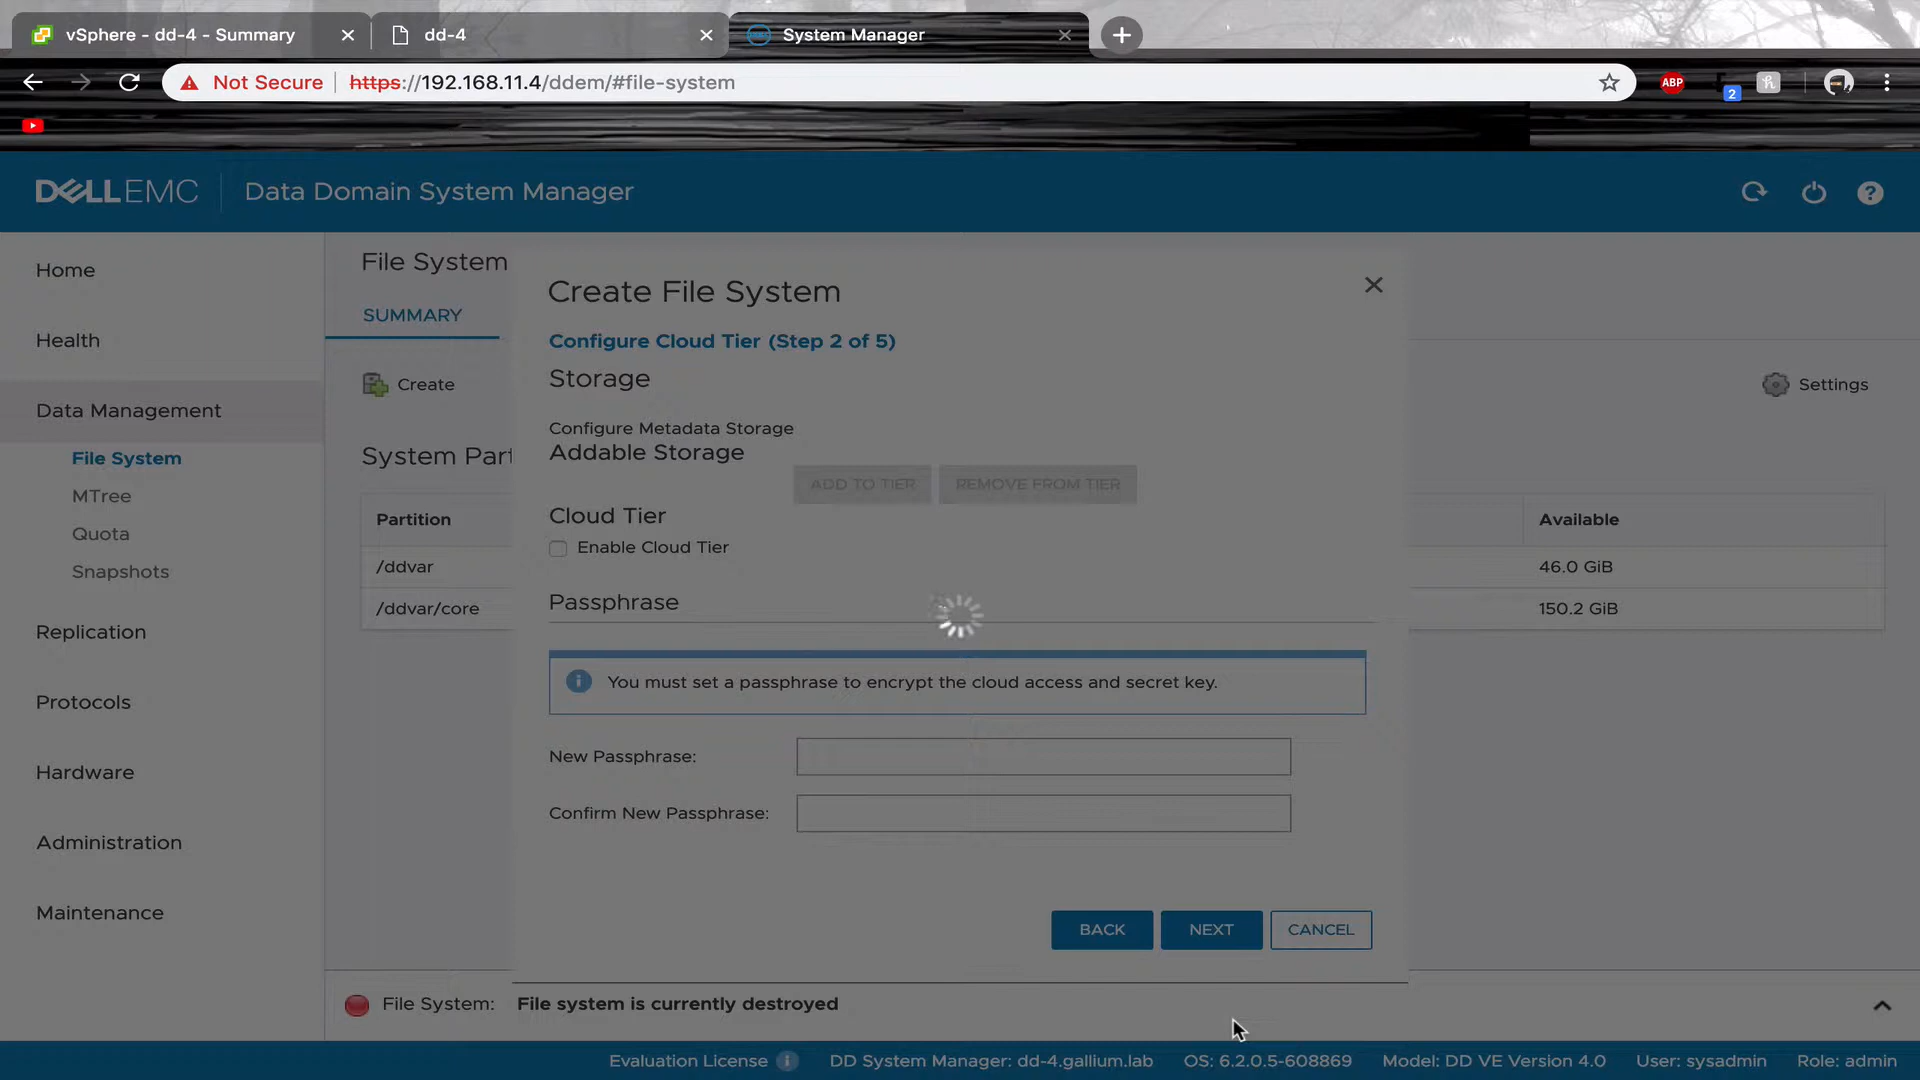 vSphere - dd-4 - Summary
dd-4
System Manager
Not Secure
https://192.168.11.4/ddem/#file-system
ABP
2
DELLEMC
Data Domain System Manager
Home
Health
Data Management
File System
MTree
Quota
Snapshots
Replication
Protocols
Hardware
Administration
Maintenance
File System
SUMMARY
Create
Settings
System Part
Partition
Available
/ddvar
46.0 GiB
/ddvar/core
150.2 GiB
Create File System
Configure Cloud Tier (Step 2 of 5)
Storage
Configure Metadata Storage
Addable Storage
ADD TO TIER
REMOVE FROM TIER
Cloud Tier
Enable Cloud Tier
Passphrase
You must set a passphrase to encrypt the cloud access and secret key.
New Passphrase:
Confirm New Passphrase:
BACK
NEXT
CANCEL
File System: File system is currently destroyed
Evaluation License
DD System Manager: dd-4.gallium.lab
OS: 6.2.0.5-608869
Model: DD VE Version 4.0
User: sysadmin
Role: admin